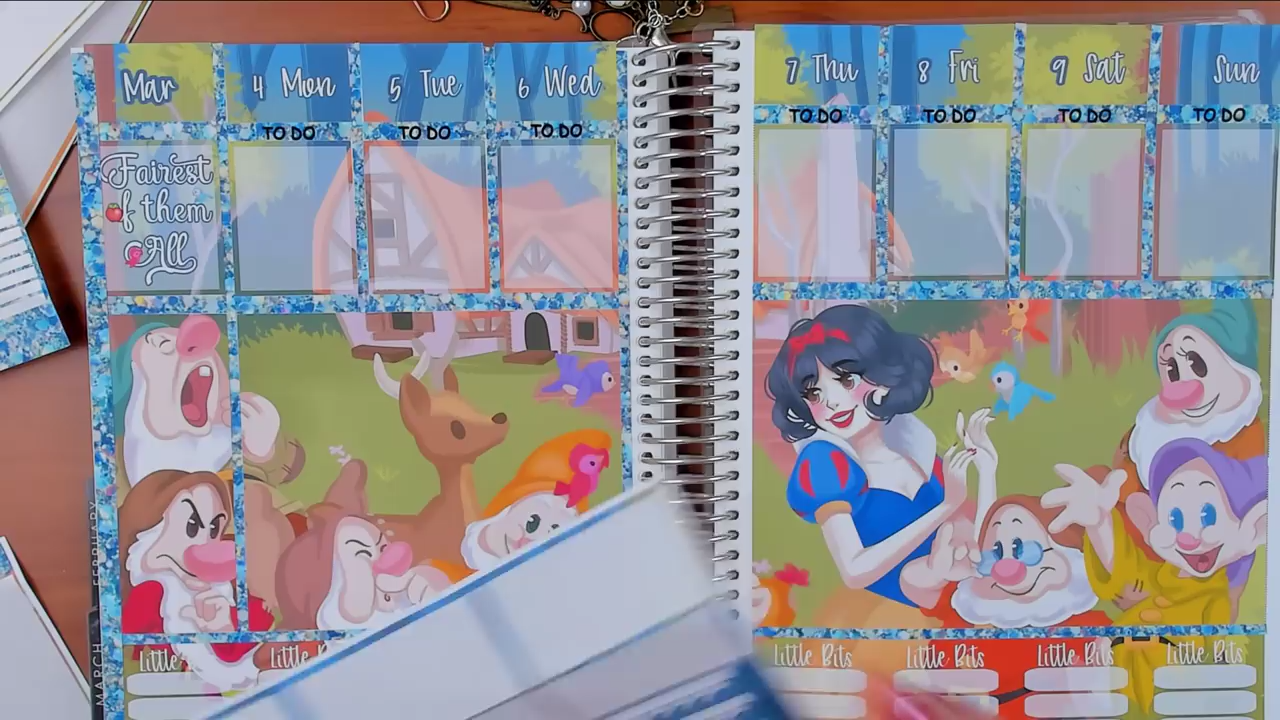 Mar
4 Mon
5 Tue
6 Wed
7 Thu
8 Fri
9 Sat
Sun
TO DO
TO DO
TO DO
TO DO
TO DO
TO DO
TO DO
Fairest
of them
All
FEBRUARY
MARCH
Little
Little
Little Bits
Little Bits
Little Bits
Little Bits